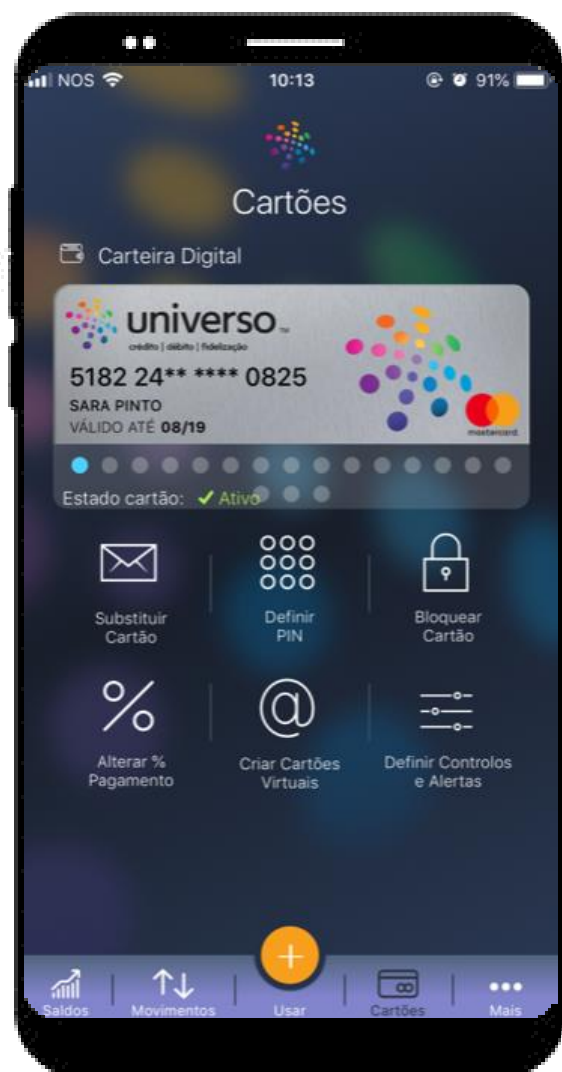 NOS 10:13 91%
Cartões
Carteira Digital
universo
crédito | débito | fidelização
5182 24** **** 0825
SARA PINTO
VÁLIDO ATÉ 08/19
mastercard.
Estado cartão: ✓ Ativo
Substituir Cartão
Definir PIN
Bloquear Cartão
Alterar % Pagamento
Criar Cartões Virtuais
Definir Controlos e Alertas
Saldos Movimentos Usar Cartões Mais